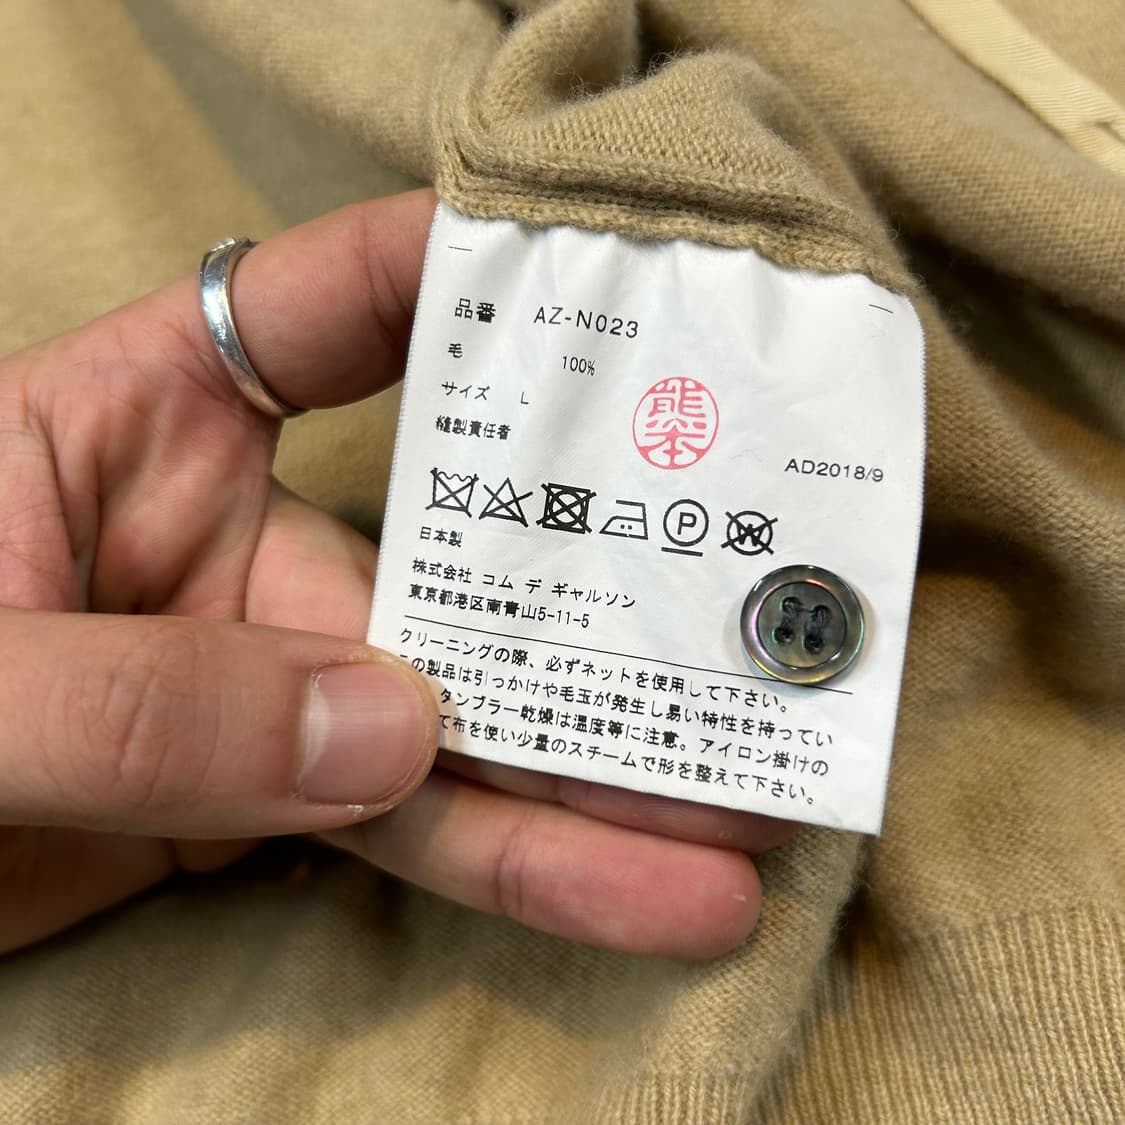 品番 AZ-N023
毛 100%
サイズ L
縫製責任者 熊本
AD2018/9
P W
日本製
株式会社 コム デ ギャルソン
東京都港区南青山5-11-5
クリーニングの際、必ずネットを使用して下さい。
の製品は引っかけや毛玉が発生し易い特性を持ってい
タンブラー乾燥は温度等に注意。アイロン掛けの
て布を使い少量のスチームで形を整えて下さい。